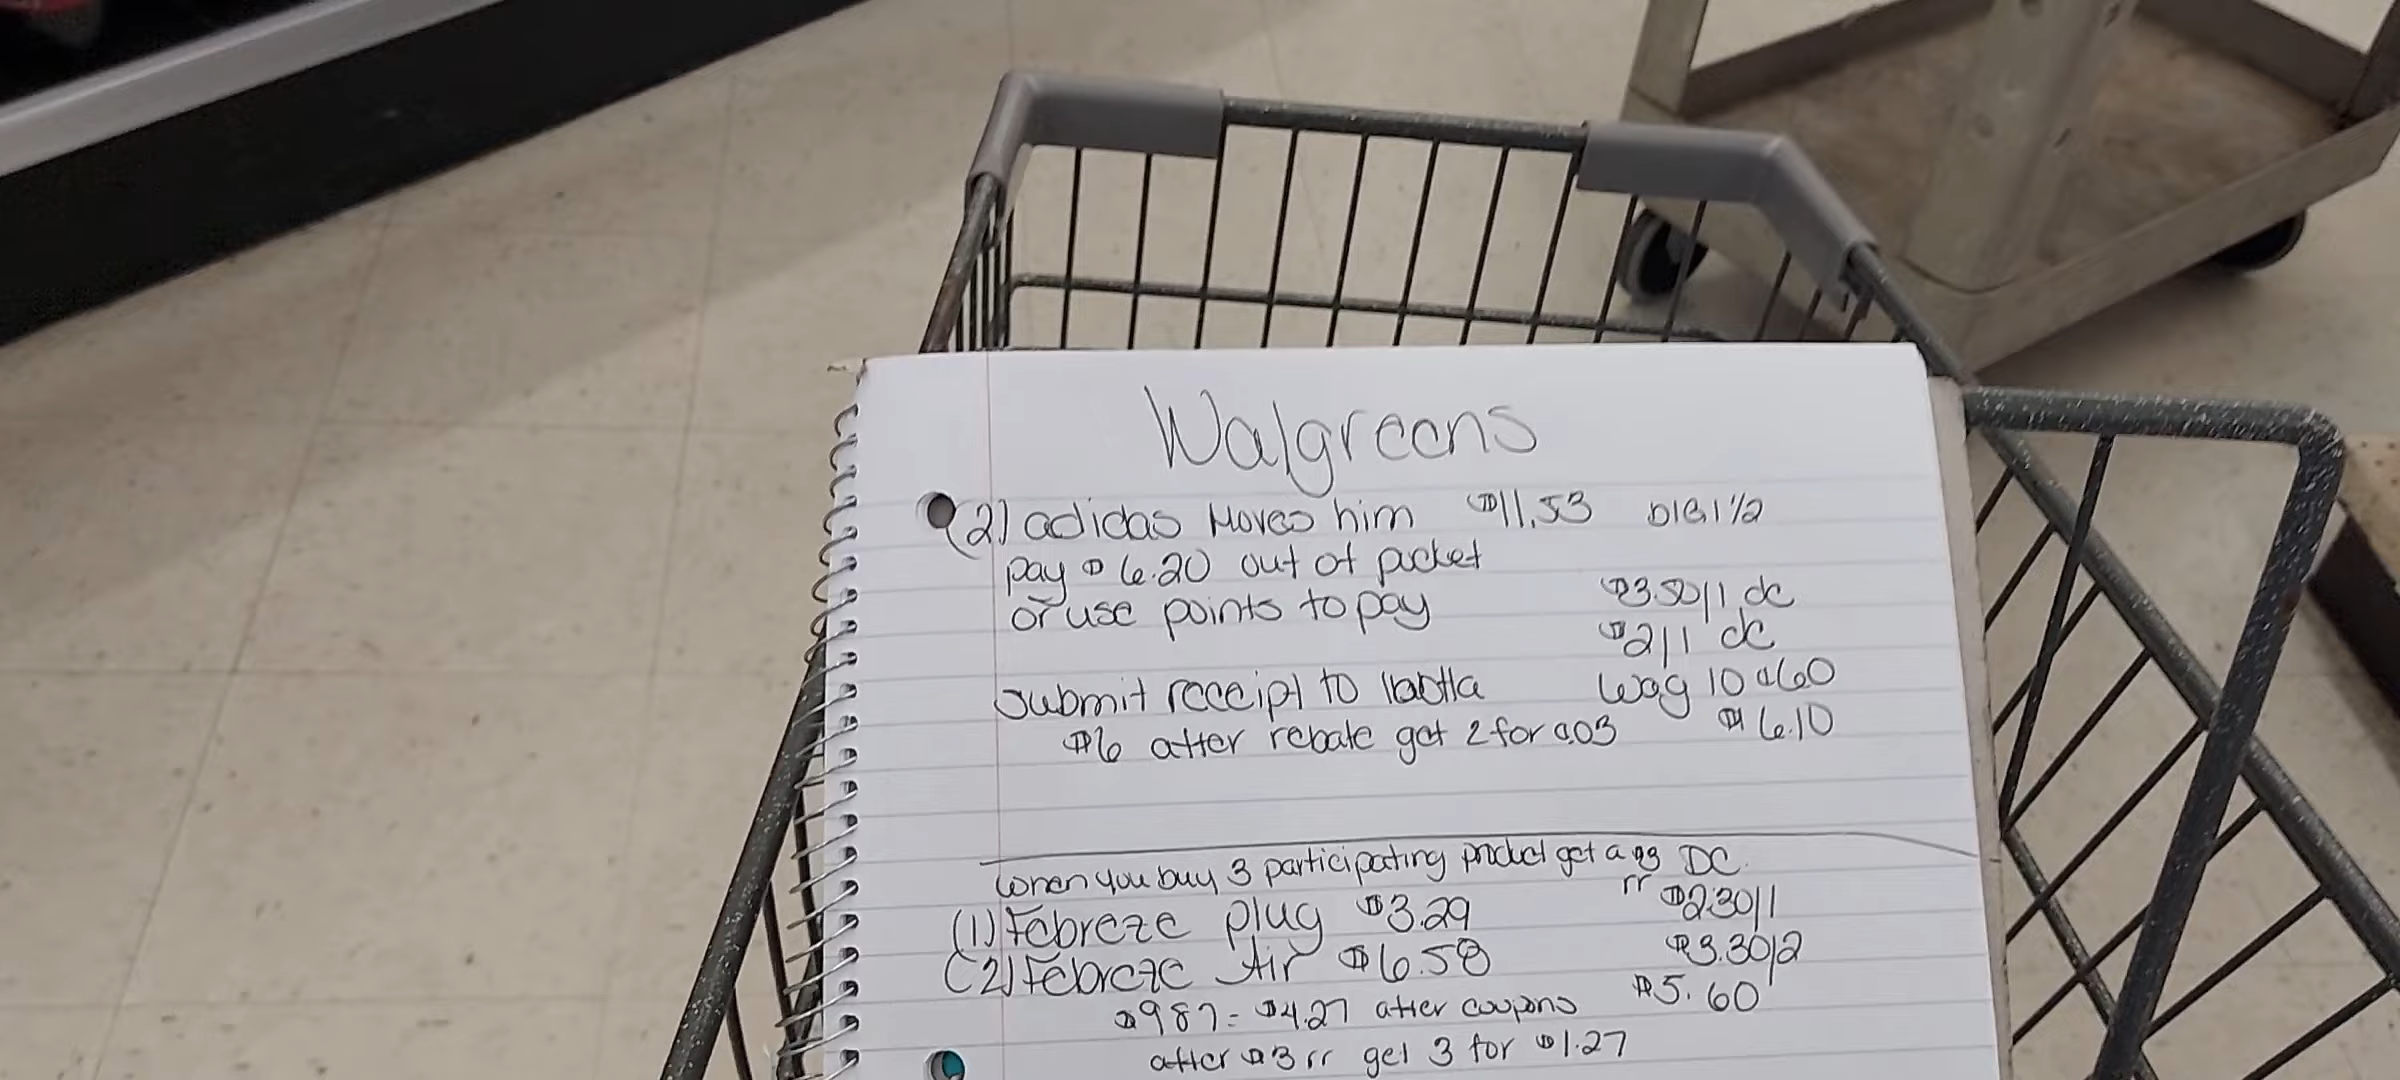 Walgreens
(2) adidas Moves him $11.53 B1G1 1/2
pay $6.20 out of pocket
or use points to pay $3.50/1 dc
$2/1 dc
submit receipt to Ibotta wag 10 @60
$6 after rebate get 2 for 0.03 $6.10
when you buy 3 participating product get a $3 DC
rr
(1) Febreze plug $3.29 $2.30/1
(2) Febreze Air $6.58 $3.30/2
$987 = $4.27 after coupons $5.60
after $3 rr get 3 for $1.27